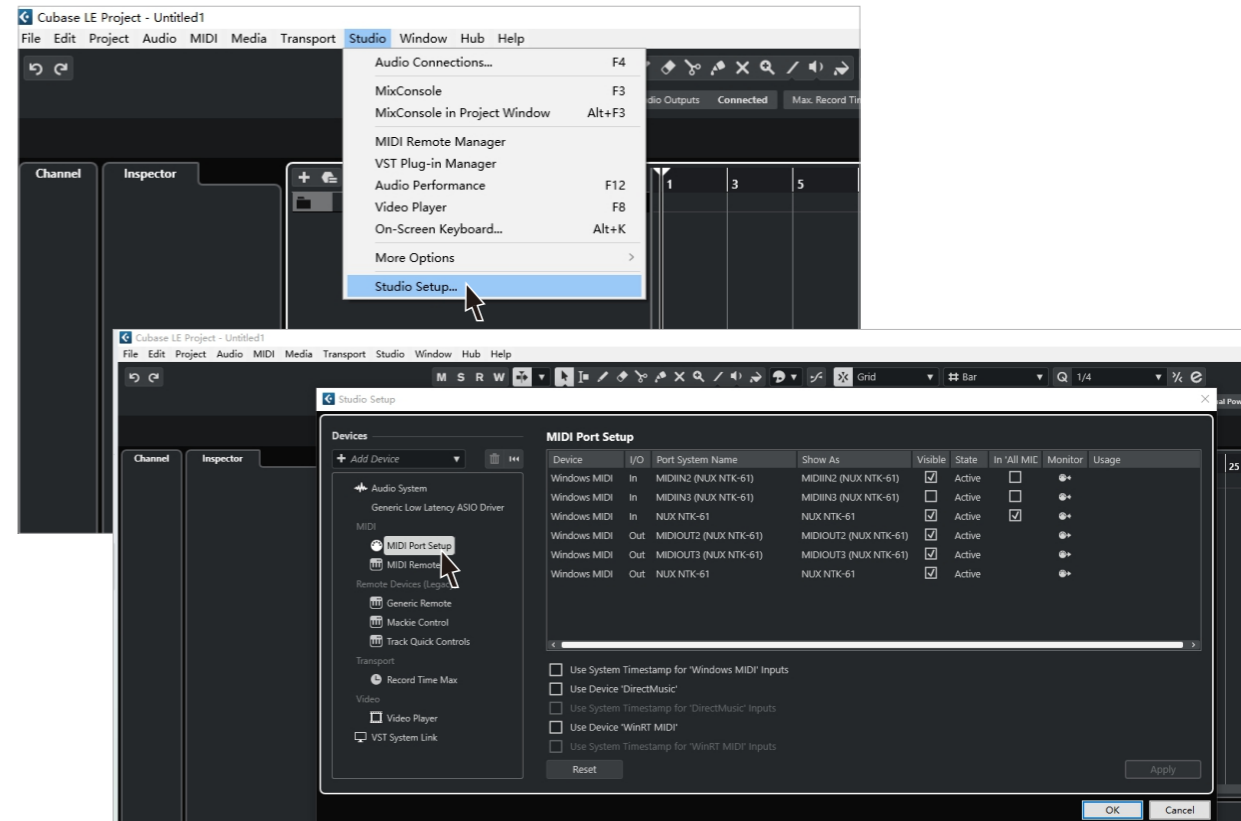 Cubase LE Project - Untitled1
File Edit Project Audio MIDI Media Transport Studio Window Hub Help
Audio Connections... F4
MixConsole F3
MixConsole in Project Window Alt+F3
MIDI Remote Manager
VST Plug-in Manager
Audio Performance F12
Video Player F8
On-Screen Keyboard... Alt+K
More Options >
Studio Setup...
dio Outputs Connected Max. Record Tir
Channel Inspector
1 3 5
Cubase LE Project - Untitled1
File Edit Project Audio MIDI Media Transport Studio Window Hub Help
M S R W Grid Bar Q 1/4
al Pow
Channel Inspector
25
Studio Setup
Devices
Add Device
Audio System
Generic Low Latency ASIO Driver
MIDI
MIDI Port Setup
MIDI Remote
Remote Devices (Legac
Generic Remote
Mackie Control
Track Quick Controls
Transport
Record Time Max
Video
Video Player
VST System Link
MIDI Port Setup
Device I/O Port System Name Show As Visible State In 'All MIC Monitor Usage
Windows MIDI In MIDIIN2 (NUX NTK-61) MIDIIN2 (NUX NTK-61) Active
Windows MIDI In MIDIIN3 (NUX NTK-61) MIDIIN3 (NUX NTK-61) Active
Windows MIDI In NUX NTK-61 NUX NTK-61 Active
Windows MIDI Out MIDIOUT2 (NUX NTK-61) MIDIOUT2 (NUX NTK-61) Active
Windows MIDI Out MIDIOUT3 (NUX NTK-61) MIDIOUT3 (NUX NTK-61) Active
Windows MIDI Out NUX NTK-61 NUX NTK-61 Active
Use System Timestamp for 'Windows MIDI' Inputs
Use Device 'DirectMusic'
Use System Timestamp for 'DirectMusic' Inputs
Use Device 'WinRT MIDI'
Use System Timestamp for 'WinRT MIDI' Inputs
Reset Apply
OK Cancel